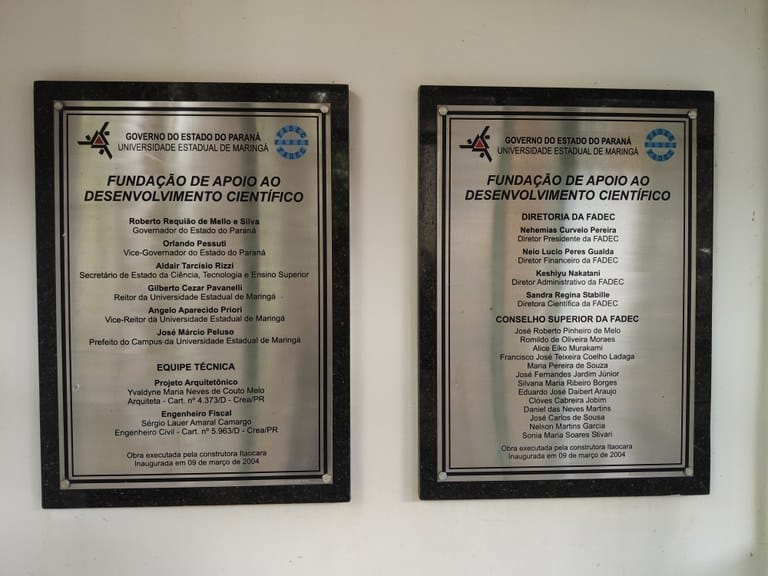 GOVERNO DO ESTADO DO PARANÁ
UNIVERSIDADE ESTADUAL DE MARINGÁ
FADEC
FADEC
FUNDAÇÃO DE APOIO AO
DESENVOLVIMENTO CIENTÍFICO
Roberto Requião de Mello e Silva
Governador do Estado do Paraná
Orlando Pessuti
Vice-Governador do Estado do Paraná
Aldair Tarcísio Rizzi
Secretário de Estado da Ciência, Tecnologia e Ensino Superior
Gilberto Cezar Pavanelli
Reitor da Universidade Estadual de Maringá
Angelo Aparecido Priori
Vice-Reitor da Universidade Estadual de Maringá
José Márcio Peluso
Prefeito do Campus da Universidade Estadual de Maringá
EQUIPE TÉCNICA
Projeto Arquitetônico
Yvaldyne Maria Neves de Couto Melo
Arquiteta - Cart. nº 4.373/D - Crea/PR
Engenheiro Fiscal
Sérgio Lauer Amaral Camargo
Engenheiro Civil - Cart. nº 5.963/D - Crea/PR
Obra executada pela construtora Itaocara
Inaugurada em 09 de março de 2004
GOVERNO DO ESTADO DO PARANÁ
UNIVERSIDADE ESTADUAL DE MARINGÁ
FADEC
FADEC
FUNDAÇÃO DE APOIO AO
DESENVOLVIMENTO CIENTÍFICO
DIRETORIA DA FADEC
Nehemias Curvelo Pereira
Diretor Presidente da FADEC
Neio Lucio Peres Gualda
Diretor Financeiro da FADEC
Keshiyu Nakatani
Diretor Administrativo da FADEC
Sandra Regina Stabille
Diretora Científica da FADEC
CONSELHO SUPERIOR DA FADEC
José Roberto Pinheiro de Melo
Romildo de Oliveira Moraes
Alice Eiko Murakami
Francisco José Teixeira Coelho Ladaga
Maria Pereira de Souza
José Fernandes Jardim Júnior
Silvana Maria Ribeiro Borges
Eduardo José Daibert Araujo
Clóves Cabreira Jobim
Daniel das Neves Martins
José Carlos de Sousa
Nelson Martins Garcia
Sonia Maria Soares Stivari
Obra executada pela construtora Itaocara
Inaugurada em 09 de março de 2004